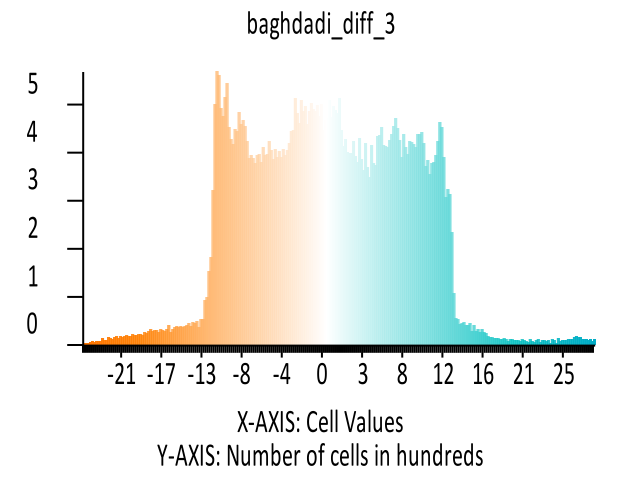 baghdadi_diff_3
5
4
3
2
1
0
-21 -17 -13 -8 -4 0 3 8 12 16 21 25
X-AXIS: Cell Values
Y-AXIS: Number of cells in hundreds